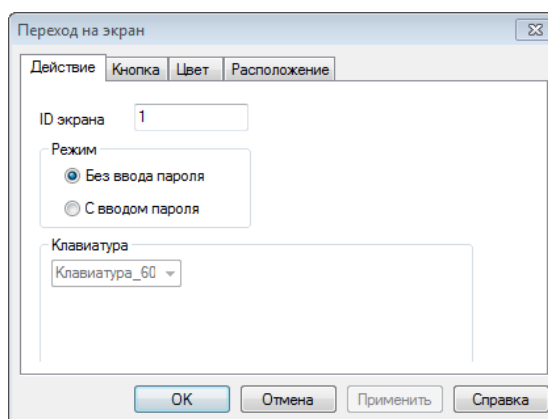 Переход на экран
Действие Кнопка Цвет Расположение
ID экрана 1
Режим
Без ввода пароля
С вводом пароля
Клавиатура
Клавиатура_60
OK Отмена Применить Справка